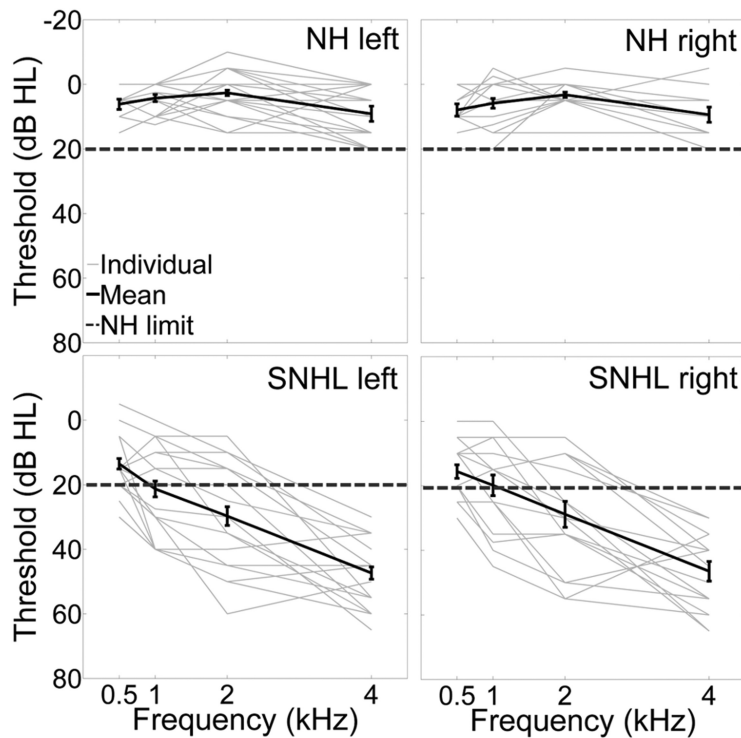 -20
NH left
NH right
0
20
40
60
80
Threshold (dB HL)
Individual
Mean
NH limit
SNHL left
SNHL right
0
20
40
60
80
Threshold (dB HL)
0.5 1 2 4
0.5 1 2 4
Frequency (kHz)
Frequency (kHz)